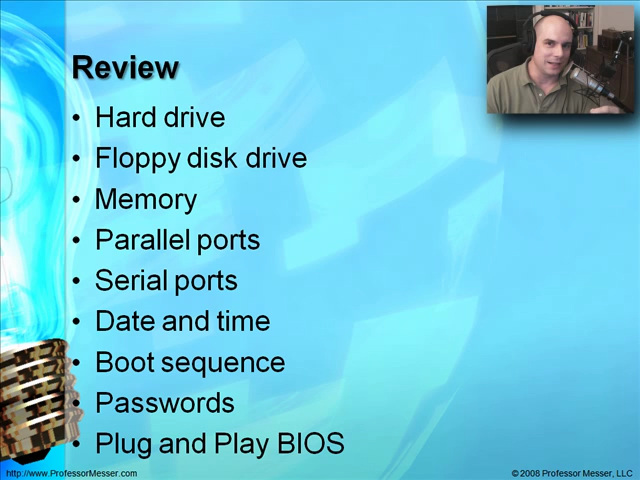 Review
• Hard drive
• Floppy disk drive
• Memory
• Parallel ports
• Serial ports
• Date and time
• Boot sequence
• Passwords
• Plug and Play BIOS
http://www.ProfessorMesser.com
© 2008 Professor Messer, LLC